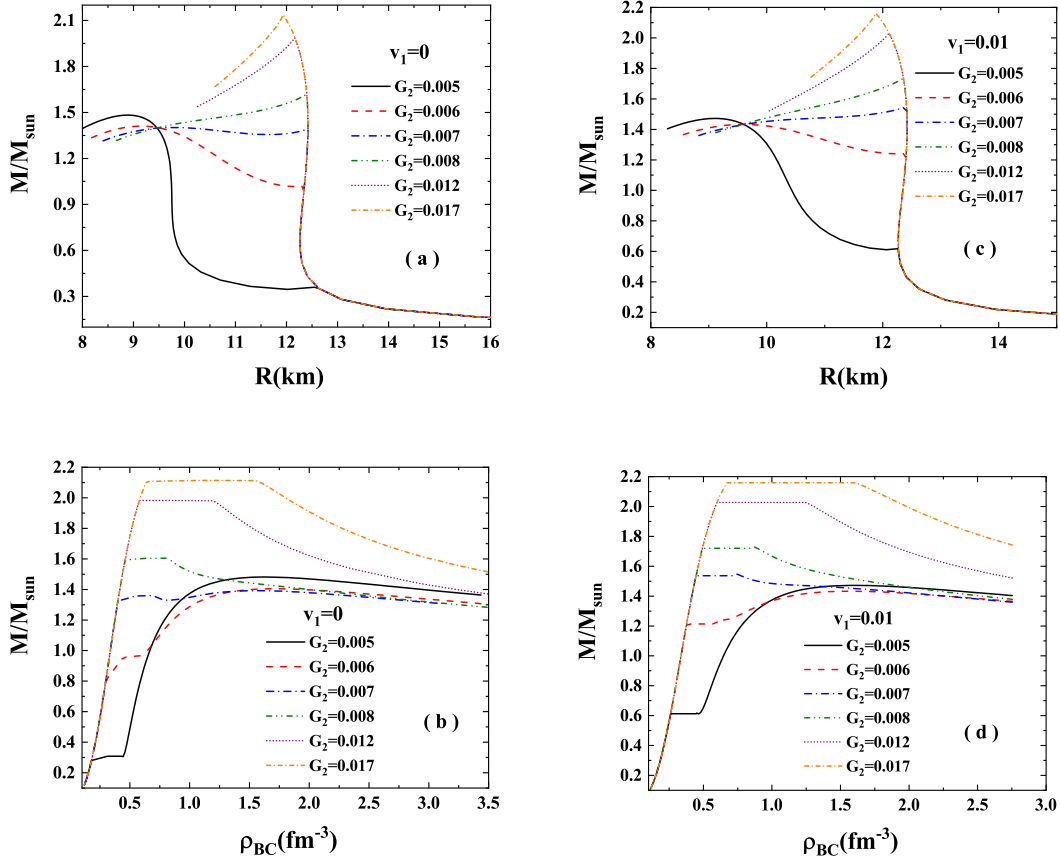 2.1
1.8
1.5
1.2
0.9
0.6
0.3
M/M_sun
v₁=0
G₂=0.005
G₂=0.006
G₂=0.007
G₂=0.008
G₂=0.012
G₂=0.017
( a )
8 9 10 11 12 13 14 15 16
R(km)
2.2
2.0
1.8
1.6
1.4
1.2
1.0
0.8
0.6
0.4
0.2
M/M_sun
v₁=0.01
G₂=0.005
G₂=0.006
G₂=0.007
G₂=0.008
G₂=0.012
G₂=0.017
( c )
8 10 12 14
R(km)
2.2
2.0
1.8
1.6
1.4
1.2
1.0
0.8
0.6
0.4
0.2
M/M_sun
v₁=0
G₂=0.005
G₂=0.006
G₂=0.007
G₂=0.008
G₂=0.012
G₂=0.017
( b )
0.5 1.0 1.5 2.0 2.5 3.0 3.5
ρ_BC(fm⁻³)
2.2
2.0
1.8
1.6
1.4
1.2
1.0
0.8
0.6
0.4
0.2
M/M_sun
v₁=0.01
G₂=0.005
G₂=0.006
G₂=0.007
G₂=0.008
G₂=0.012
G₂=0.017
( d )
0.5 1.0 1.5 2.0 2.5 3.0
ρ_BC(fm⁻³)